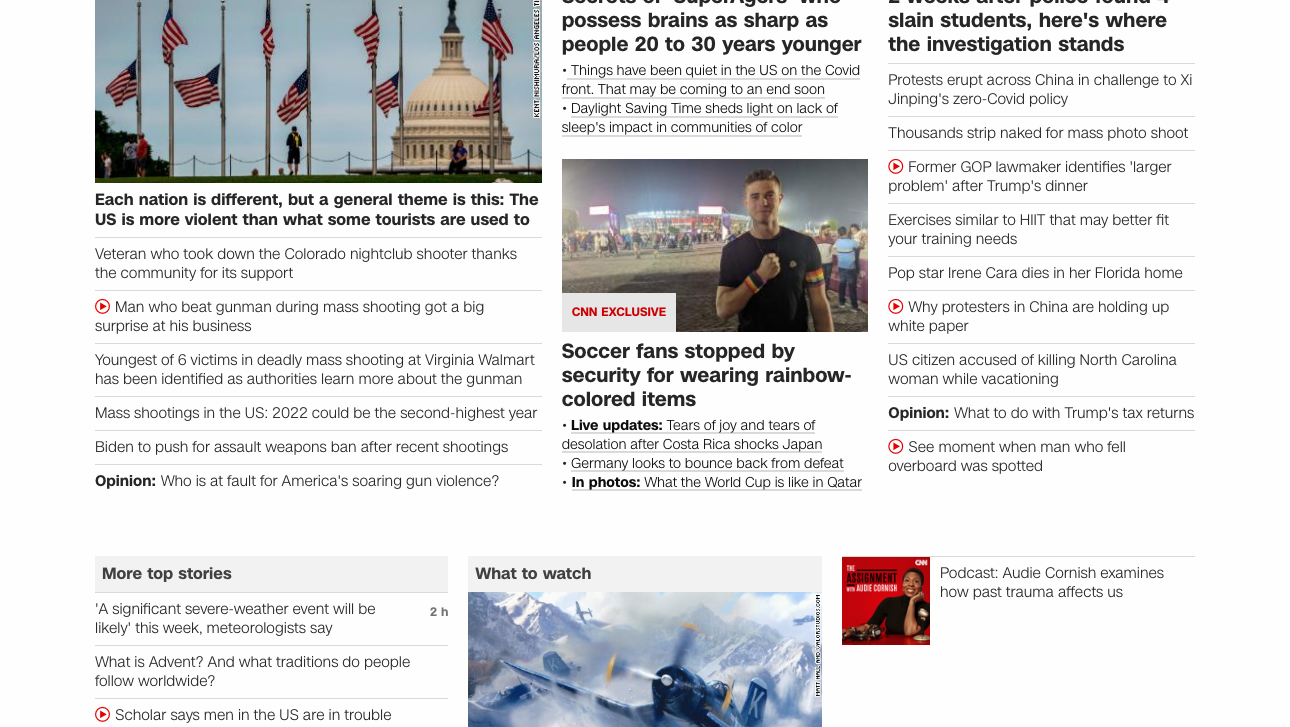 possess brains as sharp as
people 20 to 30 years younger
• Things have been quiet in the US on the Covid
front. That may be coming to an end soon
• Daylight Saving Time sheds light on lack of
sleep's impact in communities of color
slain students, here's where
the investigation stands
KENT NISHIMURA/LOS ANGELES TI
Each nation is different, but a general theme is this: The
US is more violent than what some tourists are used to
Veteran who took down the Colorado nightclub shooter thanks
the community for its support
Man who beat gunman during mass shooting got a big
surprise at his business
Youngest of 6 victims in deadly mass shooting at Virginia Walmart
has been identified as authorities learn more about the gunman
Mass shootings in the US: 2022 could be the second-highest year
Biden to push for assault weapons ban after recent shootings
Opinion: Who is at fault for America's soaring gun violence?
CNN EXCLUSIVE
Soccer fans stopped by
security for wearing rainbow-
colored items
• Live updates: Tears of joy and tears of
desolation after Costa Rica shocks Japan
• Germany looks to bounce back from defeat
• In photos: What the World Cup is like in Qatar
Protests erupt across China in challenge to Xi
Jinping's zero-Covid policy
Thousands strip naked for mass photo shoot
Former GOP lawmaker identifies 'larger
problem' after Trump's dinner
Exercises similar to HIIT that may better fit
your training needs
Pop star Irene Cara dies in her Florida home
Why protesters in China are holding up
white paper
US citizen accused of killing North Carolina
woman while vacationing
Opinion: What to do with Trump's tax returns
See moment when man who fell
overboard was spotted
More top stories
'A significant severe-weather event will be
likely' this week, meteorologists say
2 h
What is Advent? And what traditions do people
follow worldwide?
Scholar says men in the US are in trouble
What to watch
MATT HALL AND VALORSTUDIOS.COM
CNN
THE
ASSIGNMENT
WITH AUDIE CORNISH
Podcast: Audie Cornish examines
how past trauma affects us